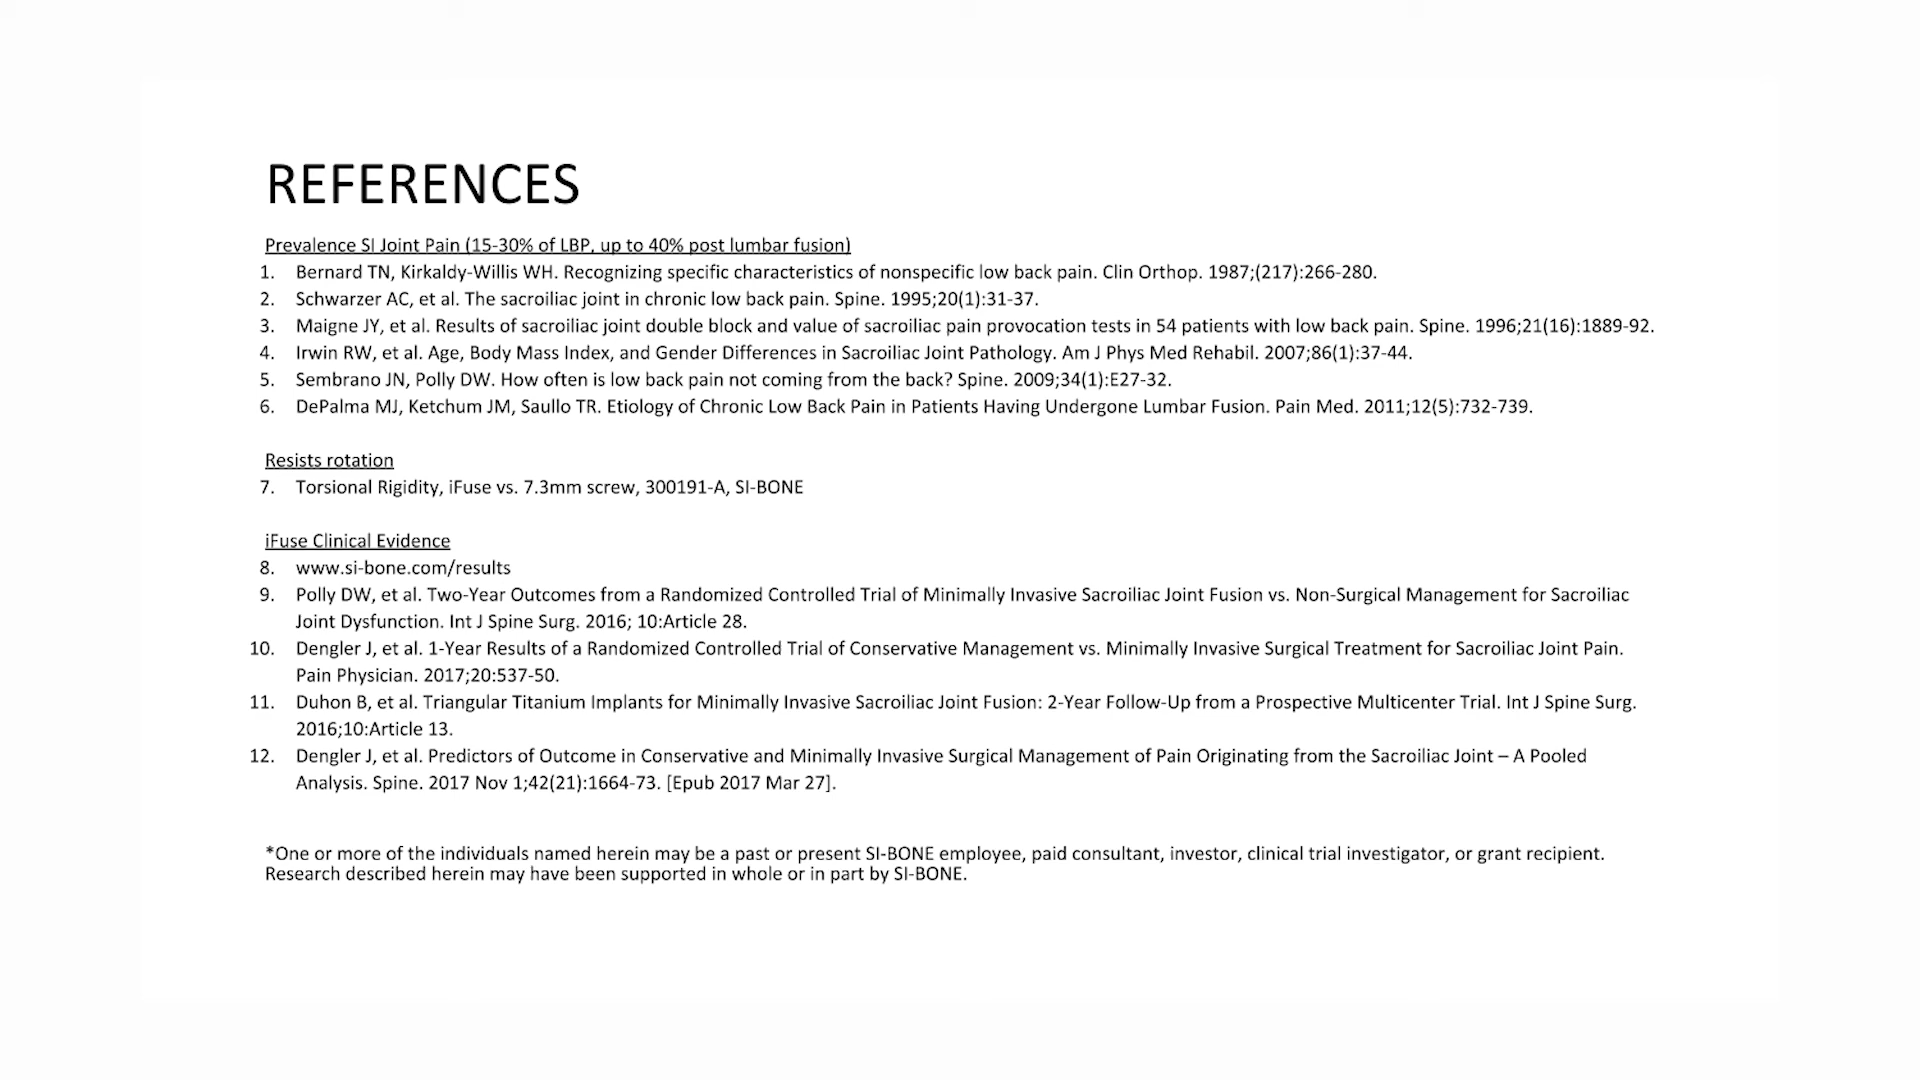 REFERENCES
Prevalence SI Joint Pain (15-30% of LBP, up to 40% post lumbar fusion)
1. Bernard TN, Kirkaldy-Willis WH. Recognizing specific characteristics of nonspecific low back pain. Clin Orthop. 1987;(217):266-280.
2. Schwarzer AC, et al. The sacroiliac joint in chronic low back pain. Spine. 1995;20(1):31-37.
3. Maigne JY, et al. Results of sacroiliac joint double block and value of sacroiliac pain provocation tests in 54 patients with low back pain. Spine. 1996;21(16):1889-92.
4. Irwin RW, et al. Age, Body Mass Index, and Gender Differences in Sacroiliac Joint Pathology. Am J Phys Med Rehabil. 2007;86(1):37-44.
5. Sembrano JN, Polly DW. How often is low back pain not coming from the back? Spine. 2009;34(1):E27-32.
6. DePalma MJ, Ketchum JM, Saullo TR. Etiology of Chronic Low Back Pain in Patients Having Undergone Lumbar Fusion. Pain Med. 2011;12(5):732-739.
Resists rotation
7. Torsional Rigidity, iFuse vs. 7.3mm screw, 300191-A, SI-BONE
iFuse Clinical Evidence
8. www.si-bone.com/results
9. Polly DW, et al. Two-Year Outcomes from a Randomized Controlled Trial of Minimally Invasive Sacroiliac Joint Fusion vs. Non-Surgical Management for Sacroiliac
Joint Dysfunction. Int J Spine Surg. 2016; 10:Article 28.
10. Dengler J, et al. 1-Year Results of a Randomized Controlled Trial of Conservative Management vs. Minimally Invasive Surgical Treatment for Sacroiliac Joint Pain.
Pain Physician. 2017;20:537-50.
11. Duhon B, et al. Triangular Titanium Implants for Minimally Invasive Sacroiliac Joint Fusion: 2-Year Follow-Up from a Prospective Multicenter Trial. Int J Spine Surg.
2016;10:Article 13.
12. Dengler J, et al. Predictors of Outcome in Conservative and Minimally Invasive Surgical Management of Pain Originating from the Sacroiliac Joint – A Pooled
Analysis. Spine. 2017 Nov 1;42(21):1664-73. [Epub 2017 Mar 27].
*One or more of the individuals named herein may be a past or present SI-BONE employee, paid consultant, investor, clinical trial investigator, or grant recipient.
Research described herein may have been supported in whole or in part by SI-BONE.